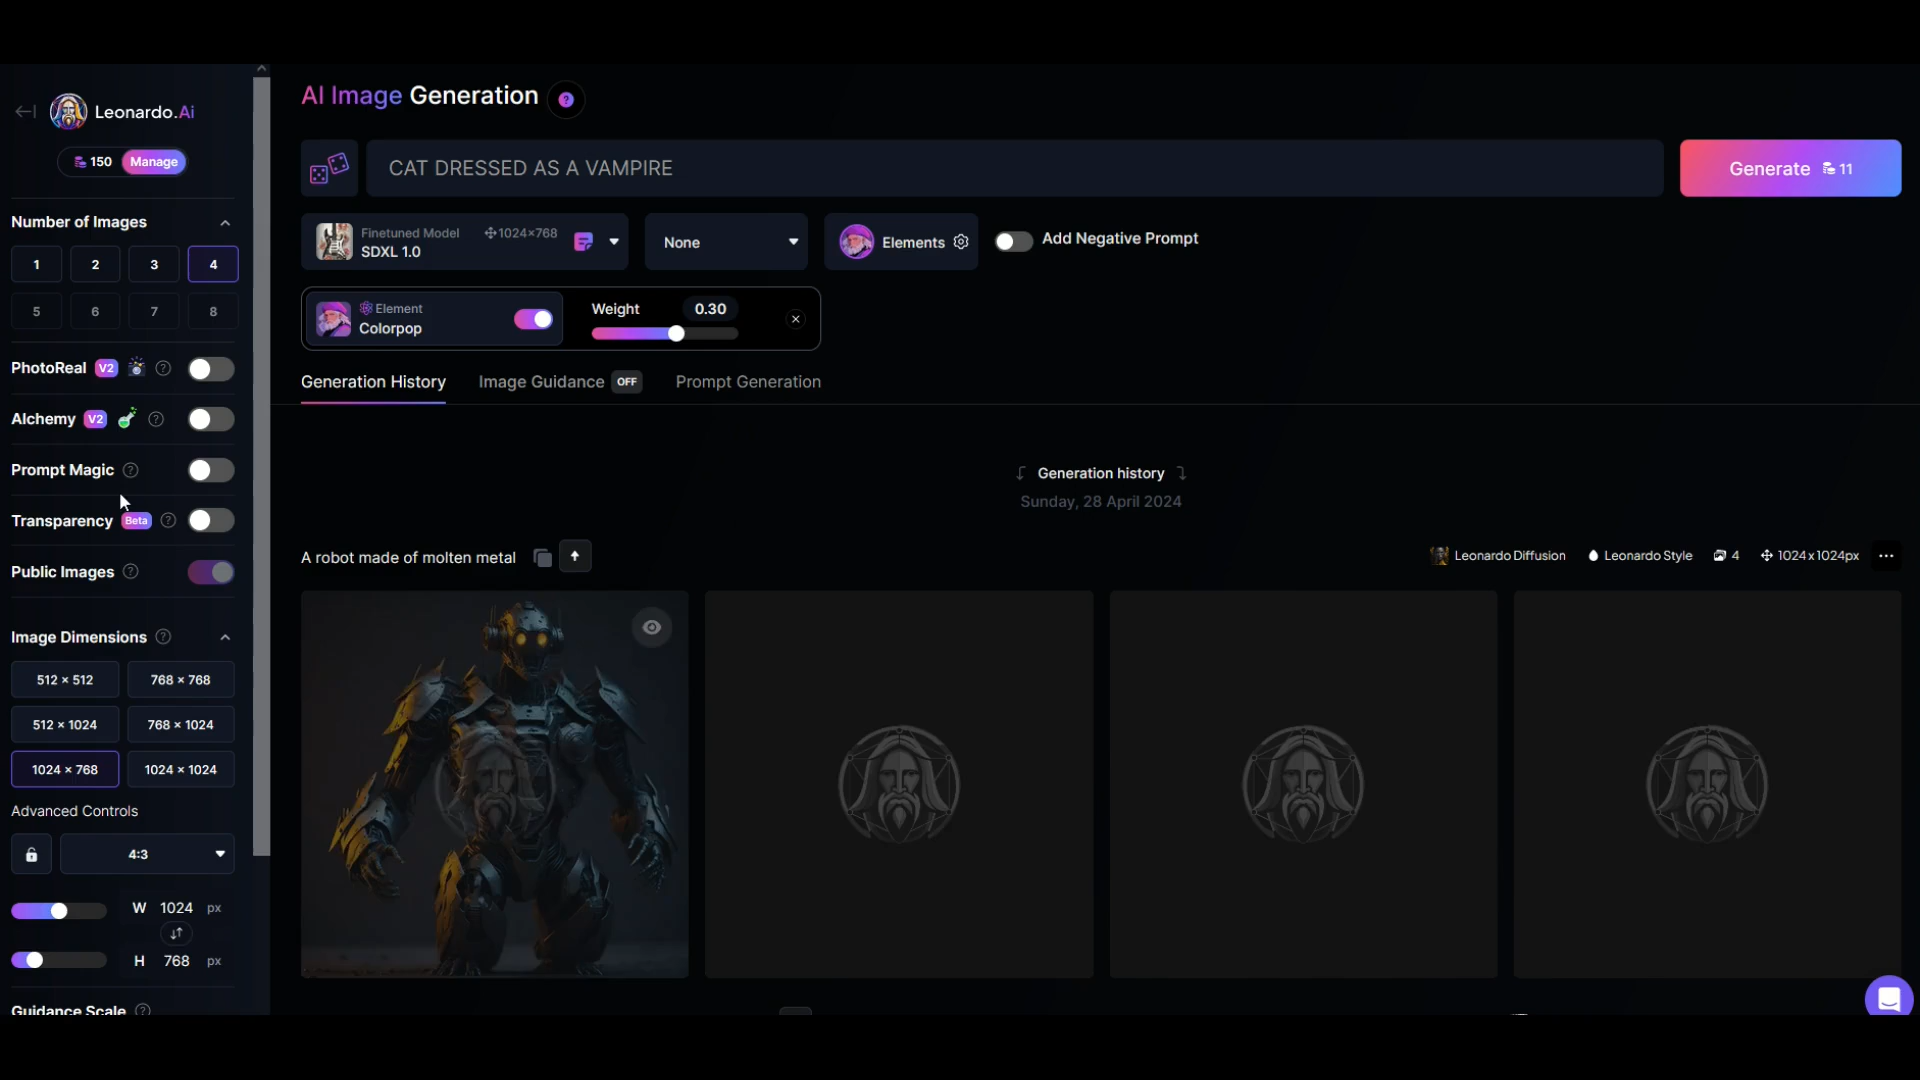 Leonardo.Ai
150 Manage
Number of Images
1 2 3 4
5 6 7 8
PhotoReal V2
Alchemy V2
Prompt Magic
Transparency Beta
Public Images
Image Dimensions
512 × 512 768 × 768
512 × 1024 768 × 1024
1024 × 768 1024 × 1024
Advanced Controls
4:3
W 1024 px
H 768 px
Guidance Scale
AI Image Generation ?
CAT DRESSED AS A VAMPIRE
Generate 11
Finetuned Model 1024×768
SDXL 1.0
None
Elements
Add Negative Prompt
Element
Colorpop
Weight 0.30
Generation History Image Guidance OFF Prompt Generation
Generation history
Sunday, 28 April 2024
A robot made of molten metal
Leonardo Diffusion Leonardo Style 4 1024x1024px